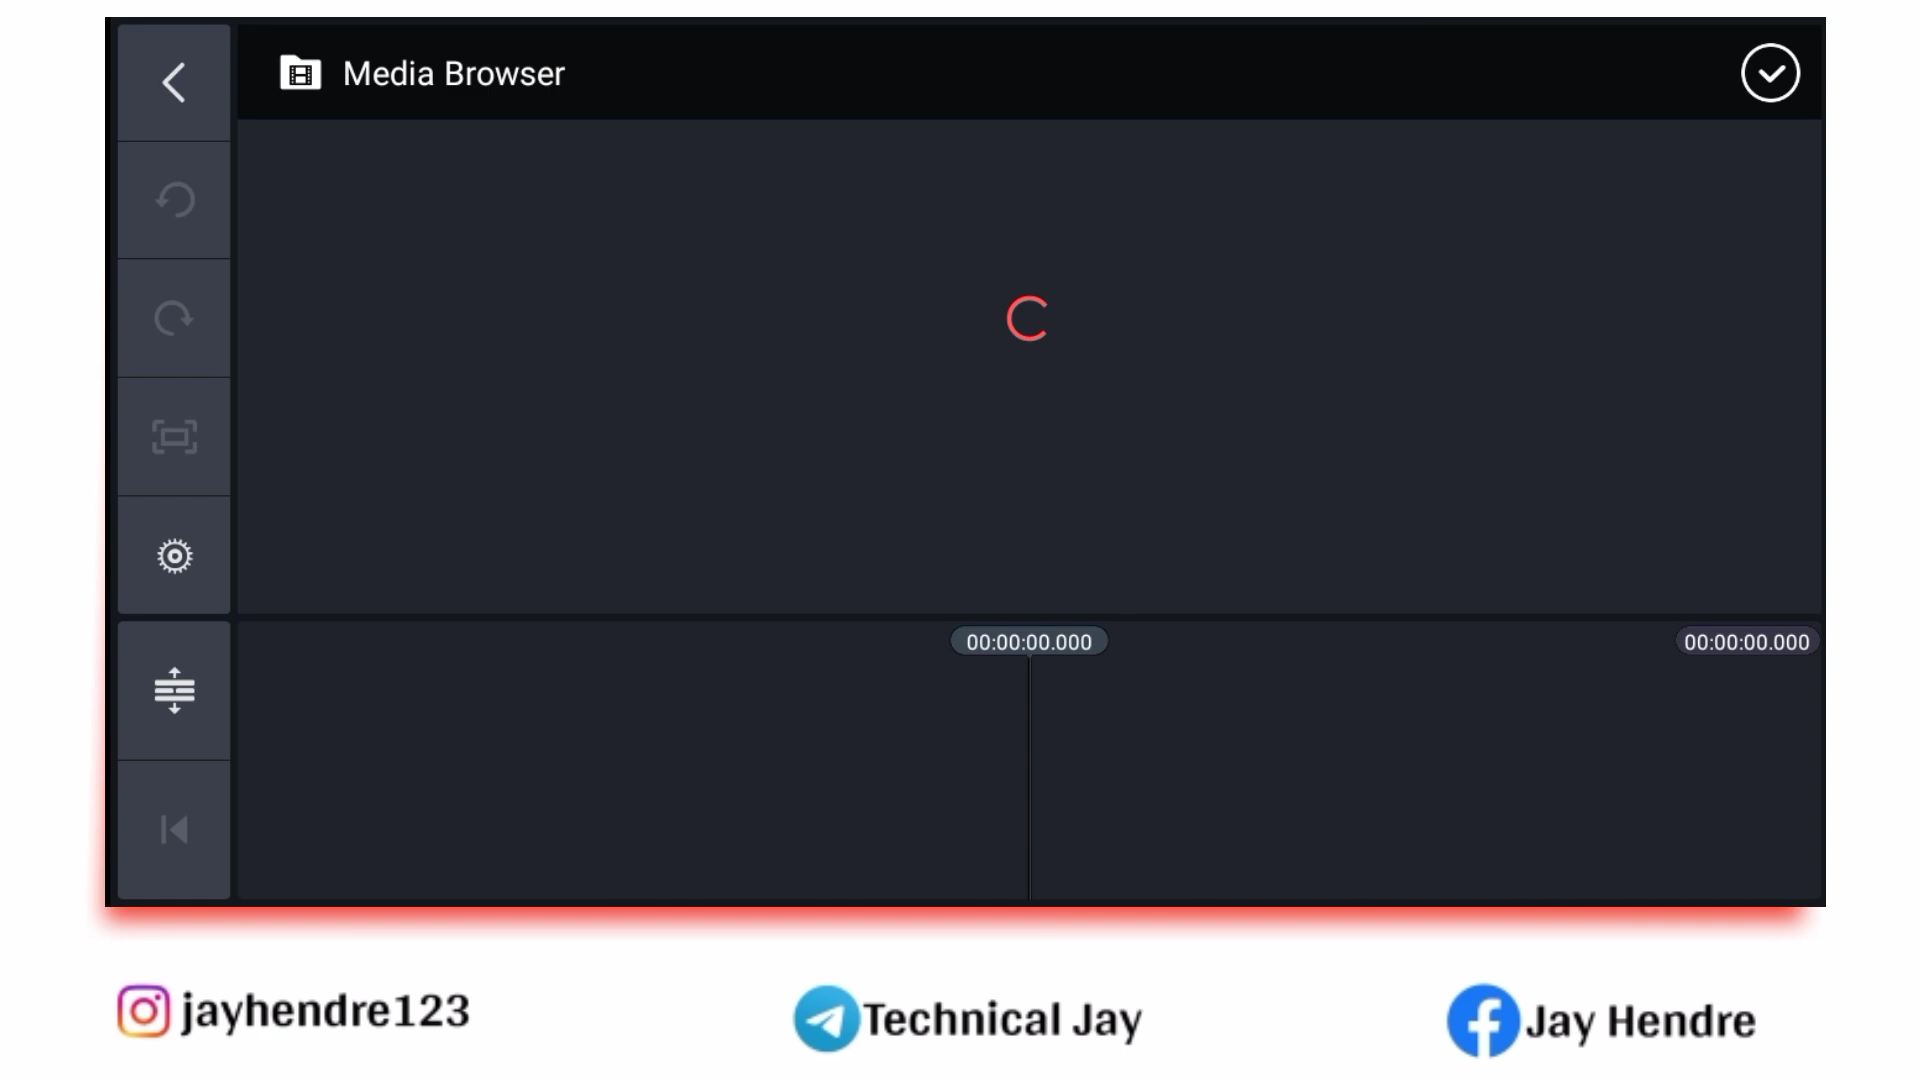 Media Browser
00:00:00.000
00:00:00.000
jayhendre123
Technical Jay
Jay Hendre